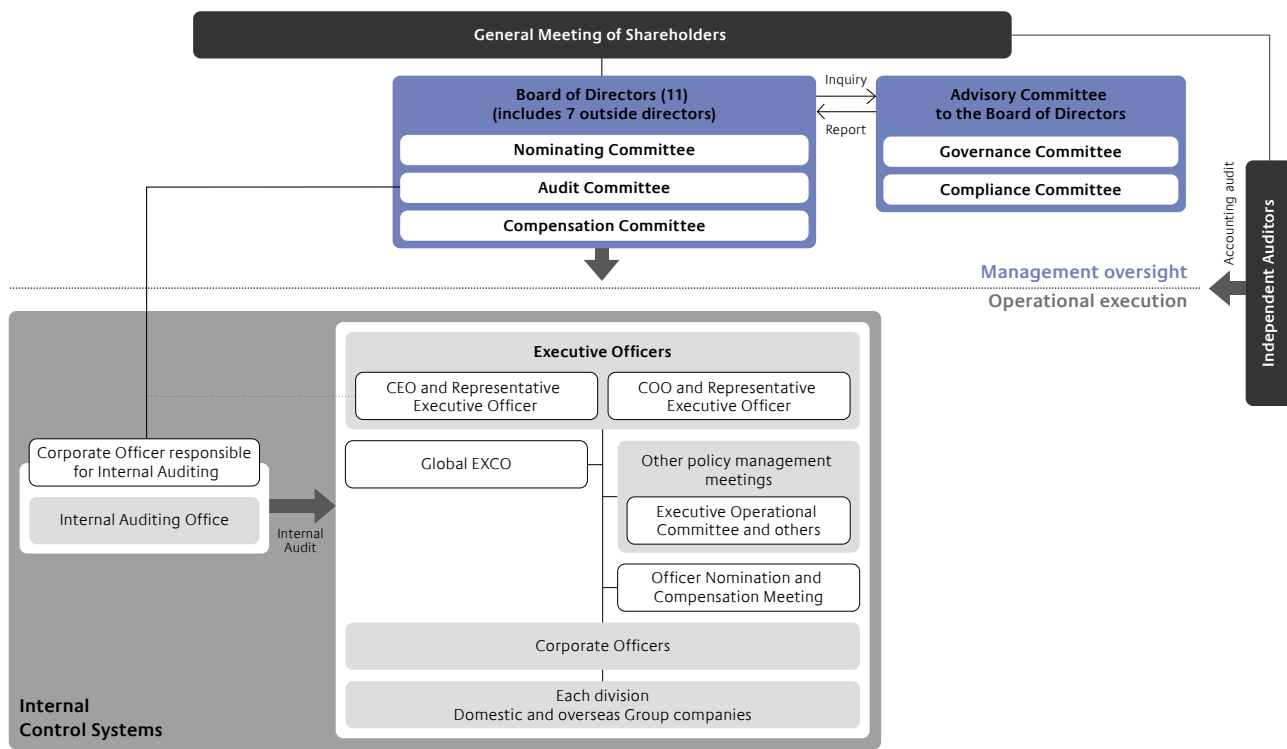 General Meeting of Shareholders
Board of Directors (11)
(includes 7 outside directors)
Nominating Committee
Audit Committee
Compensation Committee
Inquiry
Report
Advisory Committee
to the Board of Directors
Governance Committee
Compliance Committee
Accounting audit
Independent Auditors
Management oversight
Operational execution
Executive Officers
CEO and Representative
Executive Officer
COO and Representative
Executive Officer
Corporate Officer responsible
for Internal Auditing
Internal Auditing Office
Internal
Audit
Global EXCO
Other policy management
meetings
Executive Operational
Committee and others
Officer Nomination and
Compensation Meeting
Corporate Officers
Each division
Domestic and overseas Group companies
Internal
Control Systems